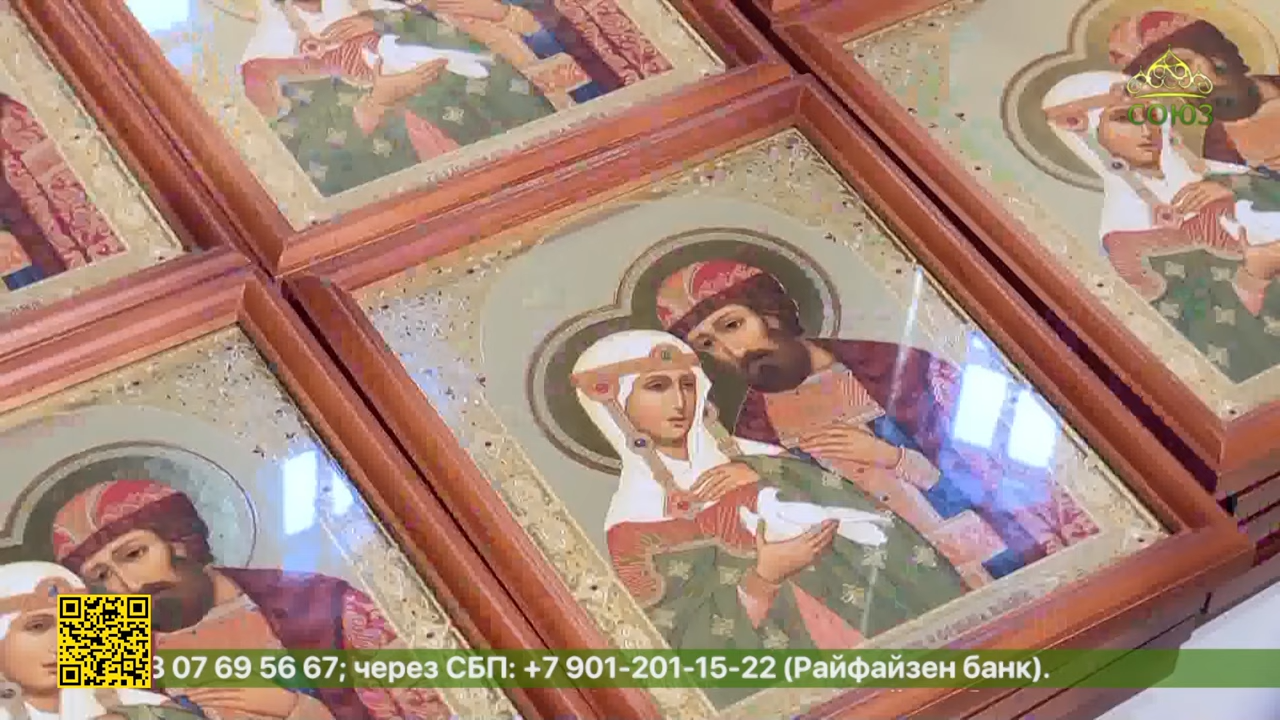 СОЮЗ
07 69 56 67; через СБП: +7 901-201-15-22 (Райфайзен банк).